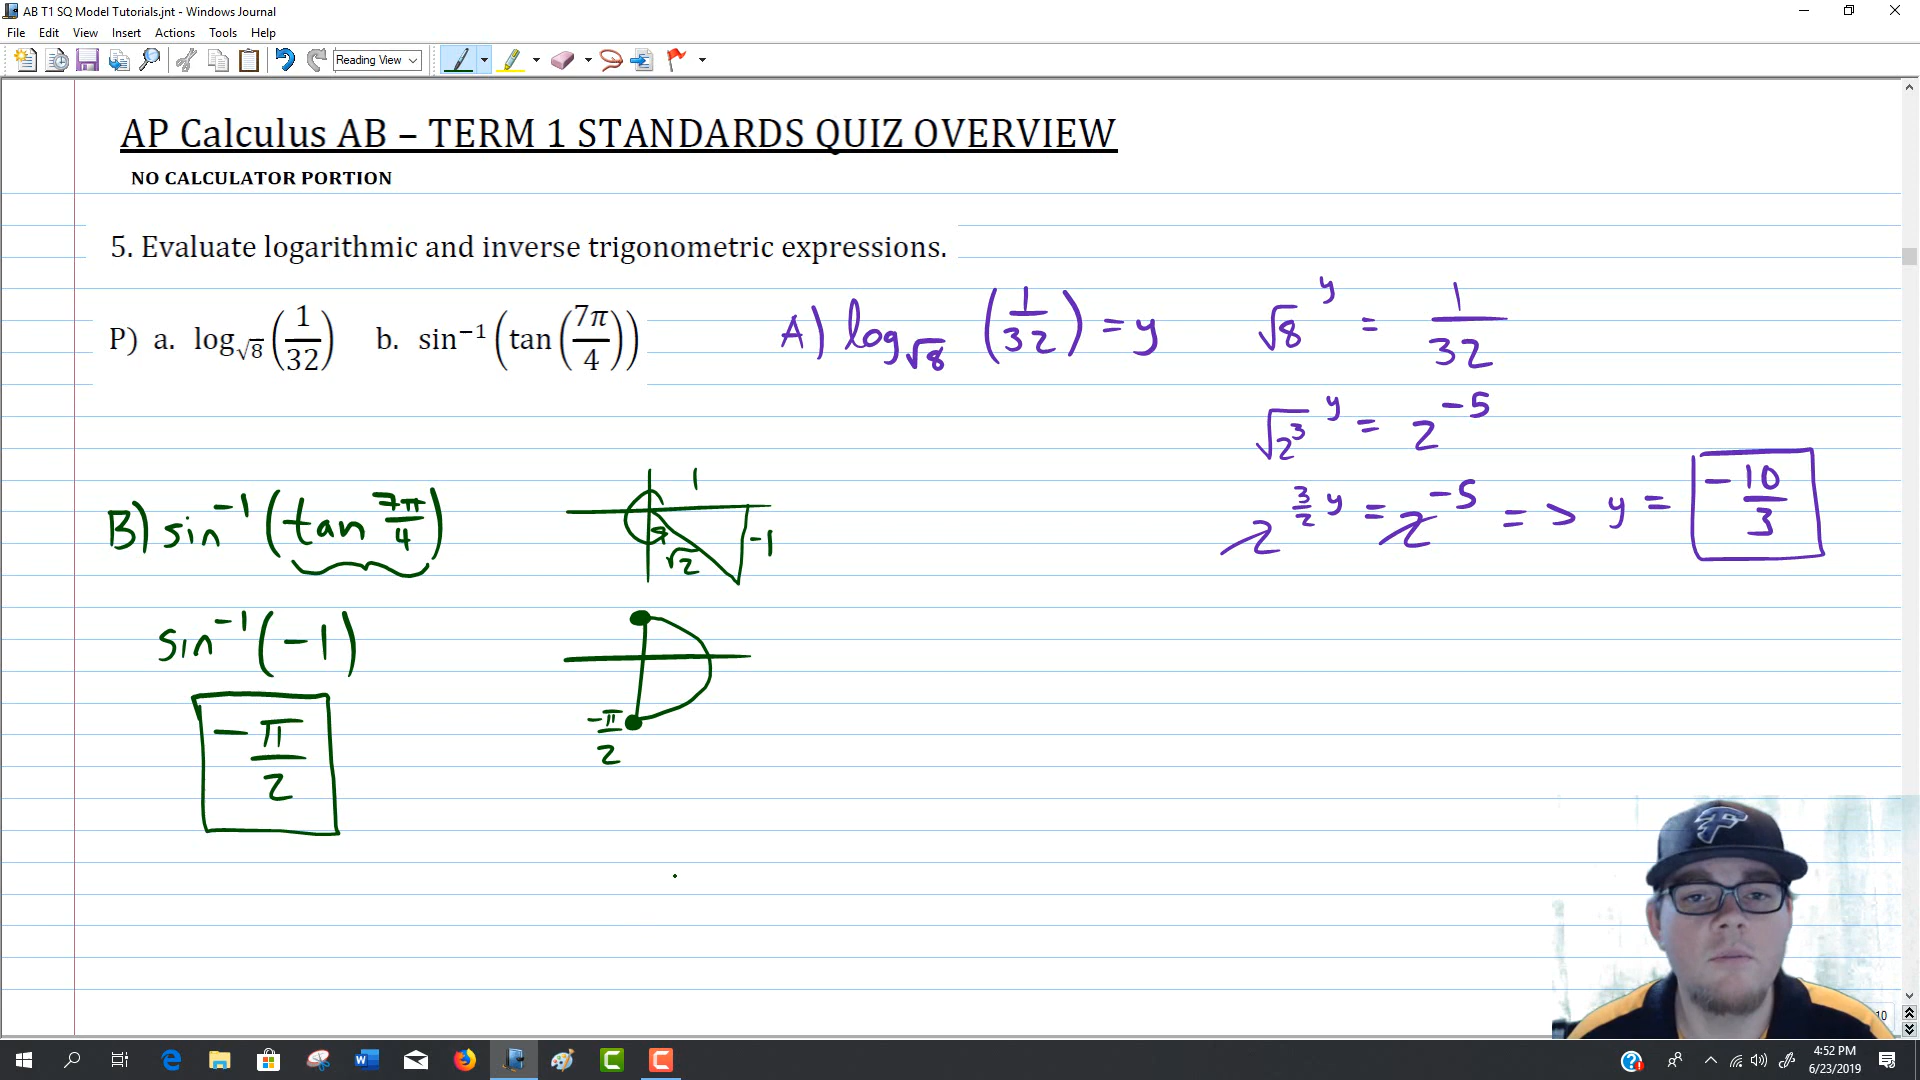 AB T1 SQ Model Tutorials.jnt - Windows Journal
File Edit View Insert Actions Tools Help
Reading View
AP Calculus AB – TERM 1 STANDARDS QUIZ OVERVIEW
NO CALCULATOR PORTION
5. Evaluate logarithmic and inverse trigonometric expressions.
P) a. log√8 (1/32) b. sin⁻¹ (tan (7π/4))
A) log√8 (1/32) = y
√8^y = 1/32
√2³^y = 2^-5
2^(3/2 y) = 2^-5 => y = -10/3
B) sin⁻¹ (tan 7π/4)
1
-1
√2
sin⁻¹ (-1)
-π/2
-π/2
10
4:52 PM
6/23/2019